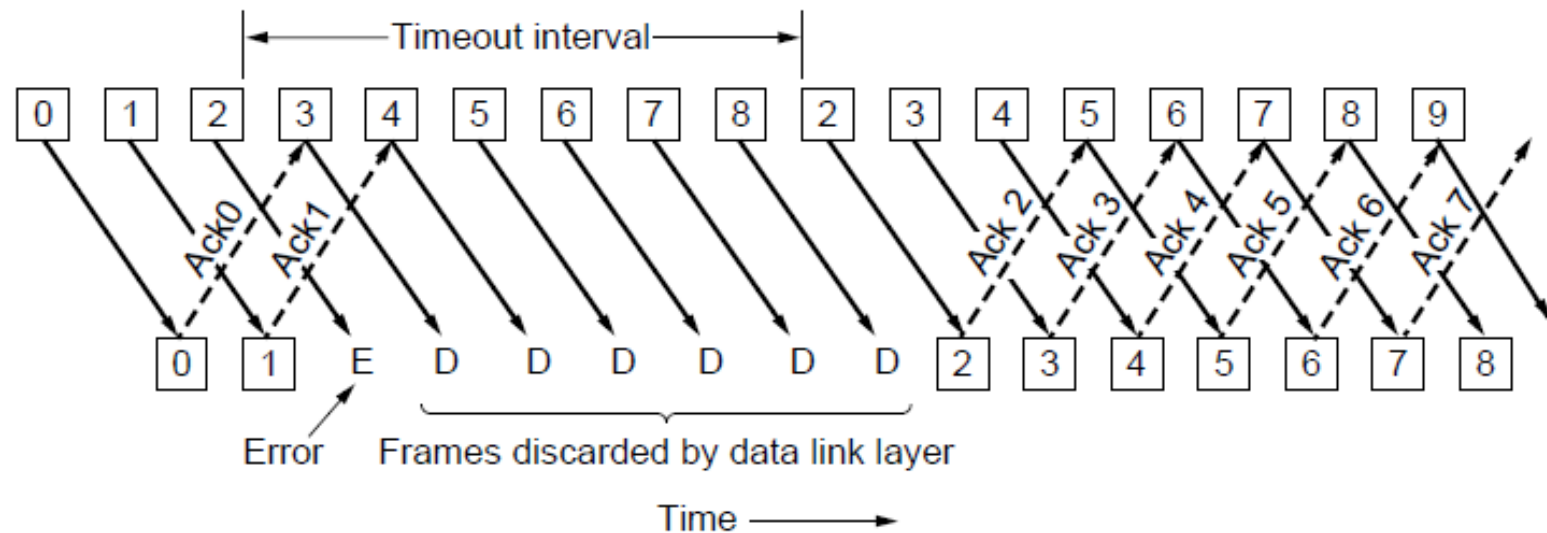 Timeout interval
0 1 2 3 4 5 6 7 8 2 3 4 5 6 7 8 9
Ack0 Ack1 Ack 2 Ack 3 Ack 4 Ack 5 Ack 6 Ack 7
0 1 E D D D D D D 2 3 4 5 6 7 8
Error Frames discarded by data link layer
Time